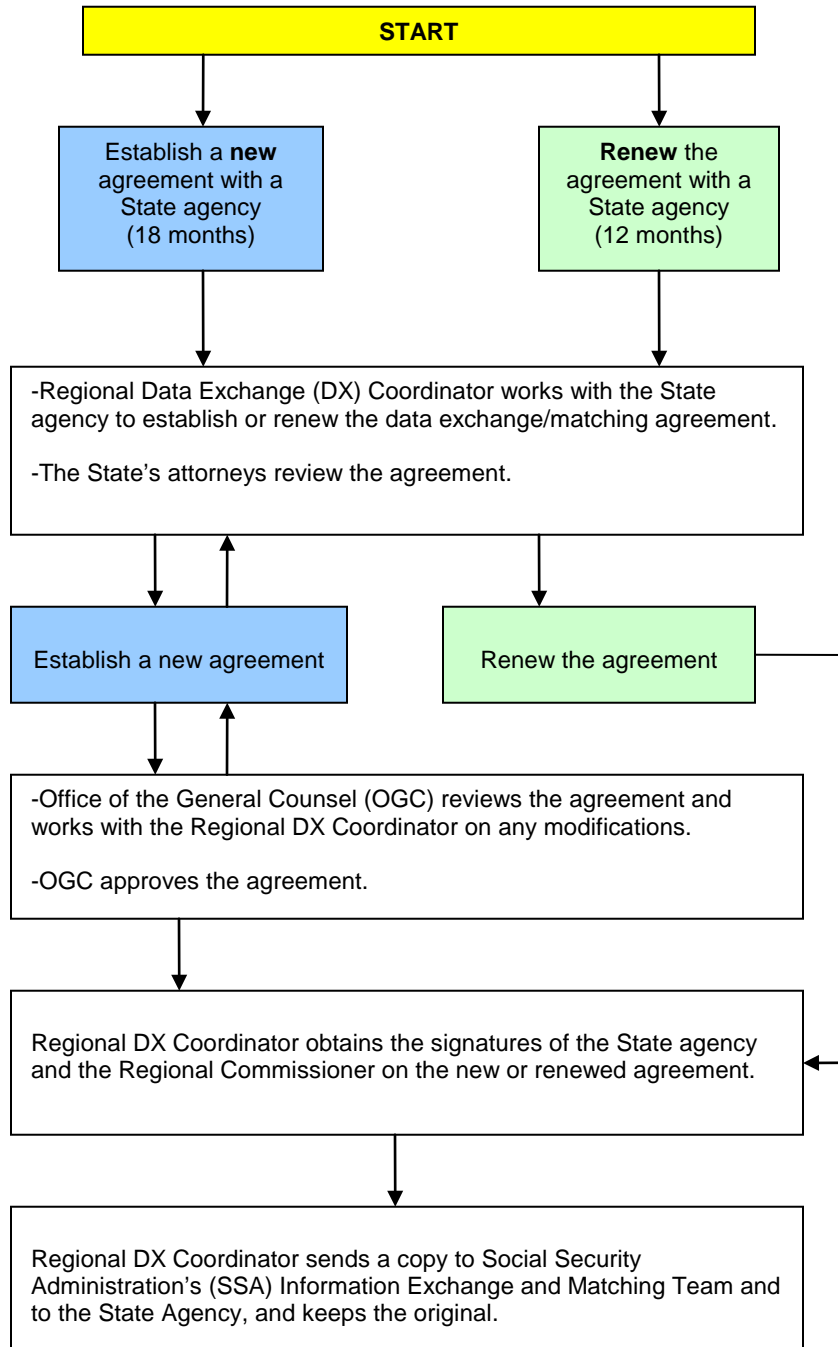 START
Establish a new
agreement with a
State agency
(18 months)
Renew the
agreement with a
State agency
(12 months)
-Regional Data Exchange (DX) Coordinator works with the State
agency to establish or renew the data exchange/matching agreement.
-The State’s attorneys review the agreement.
Establish a new agreement
Renew the agreement
-Office of the General Counsel (OGC) reviews the agreement and
works with the Regional DX Coordinator on any modifications.
-OGC approves the agreement.
Regional DX Coordinator obtains the signatures of the State agency
and the Regional Commissioner on the new or renewed agreement.
Regional DX Coordinator sends a copy to Social Security
Administration’s (SSA) Information Exchange and Matching Team and
to the State Agency, and keeps the original.